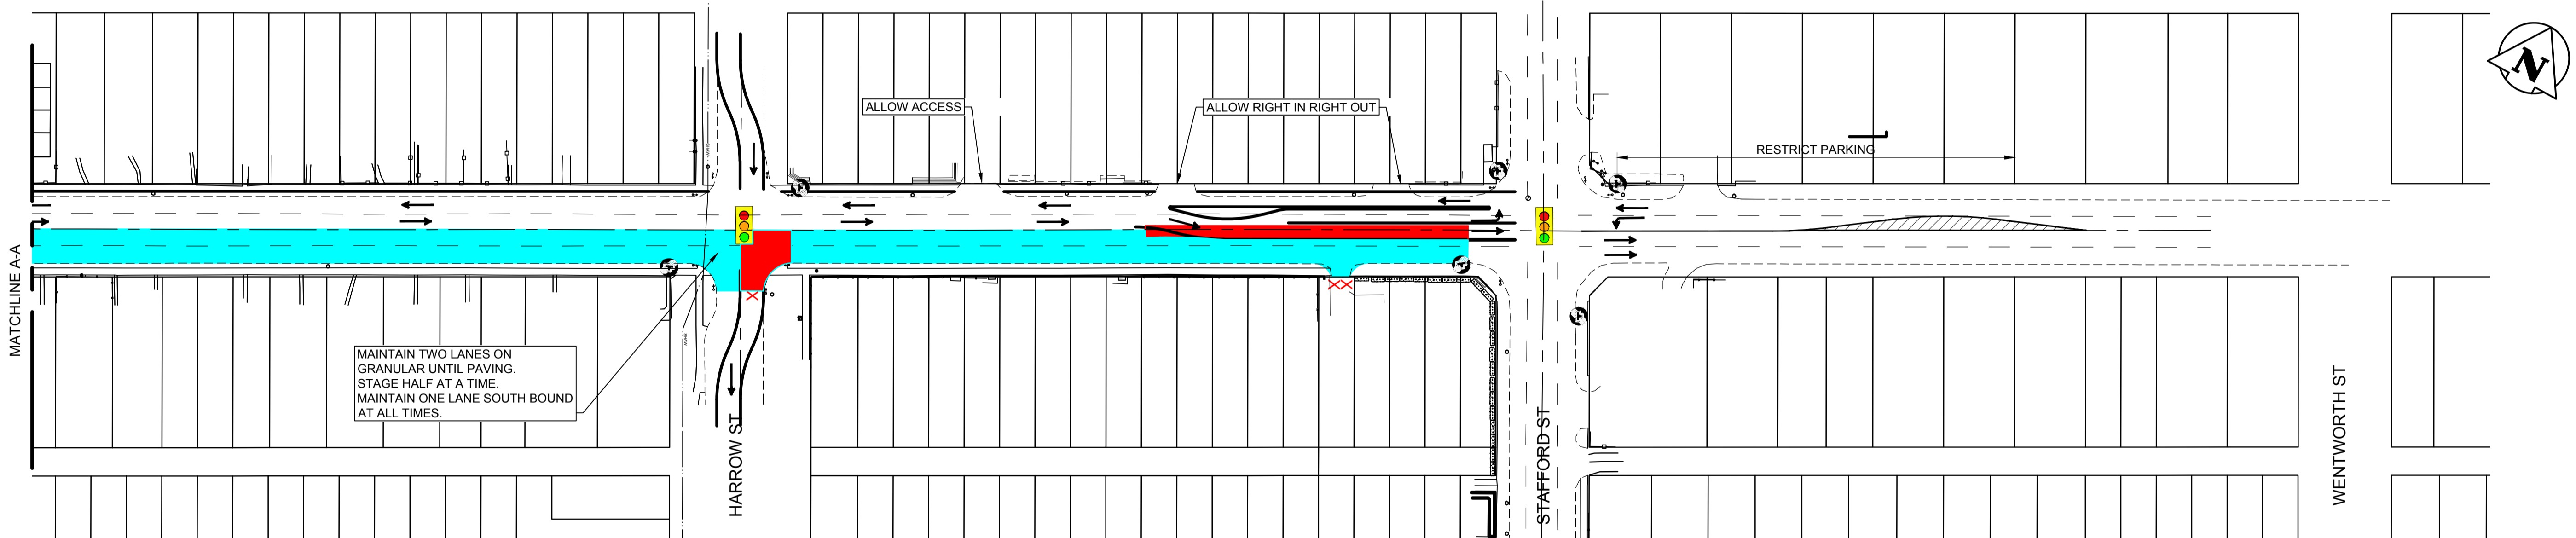 ALLOW ACCESS
ALLOW RIGHT IN RIGHT OUT
RESTRICT PARKING
N
MATCHLINE A-A
MAINTAIN TWO LANES ON
GRANULAR UNTIL PAVING.
STAGE HALF AT A TIME.
MAINTAIN ONE LANE SOUTH BOUND
AT ALL TIMES.
HARROW ST
STAFFORD ST
WENTWORTH ST